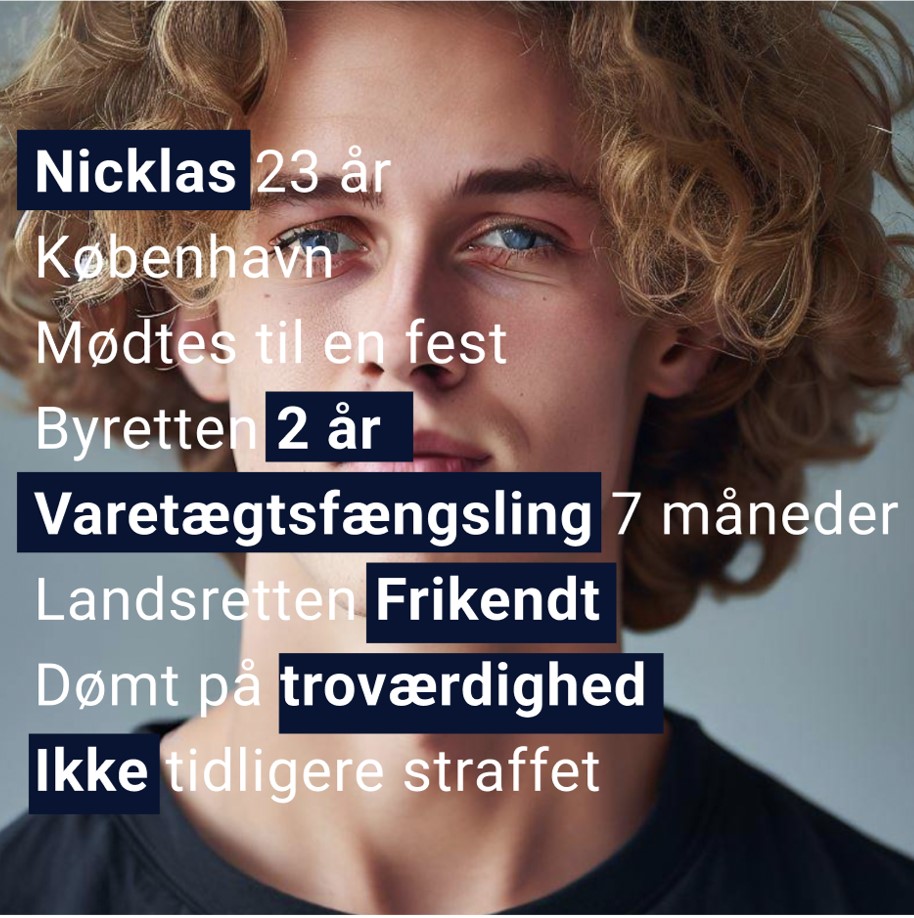 Nicklas 23 år
København
Mødtes til en fest
Byretten 2 år
Varetægtsfængsling 7 måneder
Landsretten Frikendt
Dømt på troværdighed
Ikke tidligere straffet